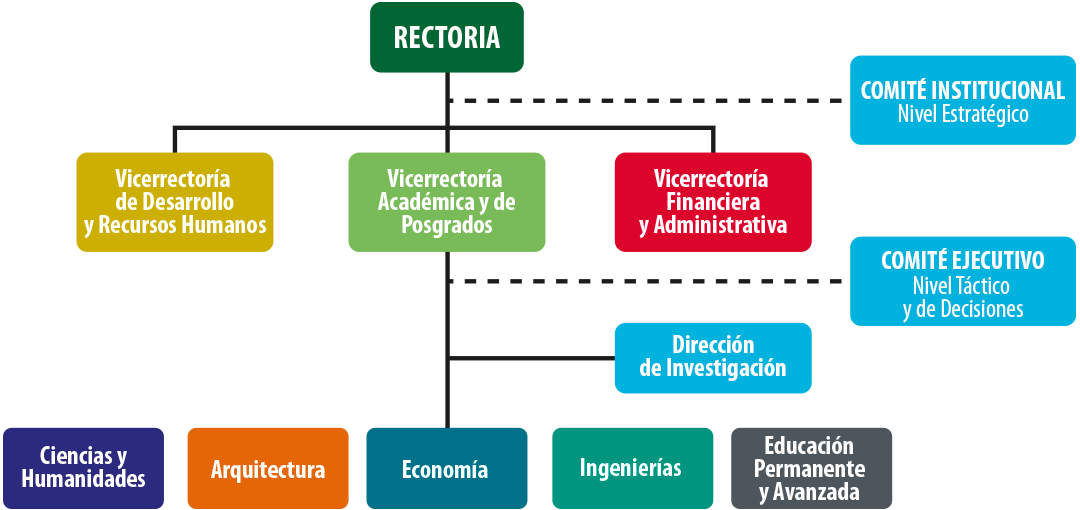 RECTORIA
COMITÉ INSTITUCIONAL
Nivel Estratégico
Vicerrectoría
de Desarrollo
y Recursos Humanos
Vicerrectoría
Académica y de
Posgrados
Vicerrectoría
Financiera
y Administrativa
COMITÉ EJECUTIVO
Nivel Táctico
y de Decisiones
Dirección
de Investigación
Ciencias y
Humanidades
Arquitectura
Economía
Ingenierías
Educación
Permanente
y Avanzada